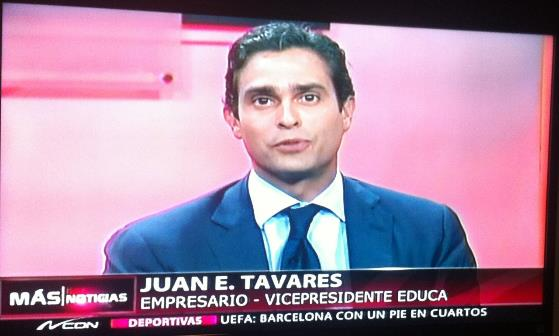 JUAN E. TAVARES
MÁS NOTICIAS
EMPRESARIO - VICEPRESIDENTE EDUCA
DEPORTIVAS UEFA: BARCELONA CON UN PIE EN CUARTOS